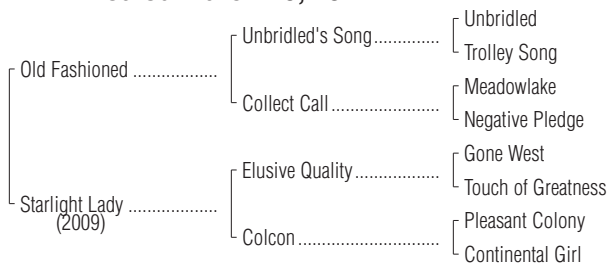 Unbridled
Unbridled's Song..............
Trolley Song
Old Fashioned ..................
Meadowlake
Collect Call.......................
Negative Pledge
Gone West
Elusive Quality..................
Touch of Greatness
Starlight Lady ...................
(2009)
Pleasant Colony
Colcon ..............................
Continental Girl